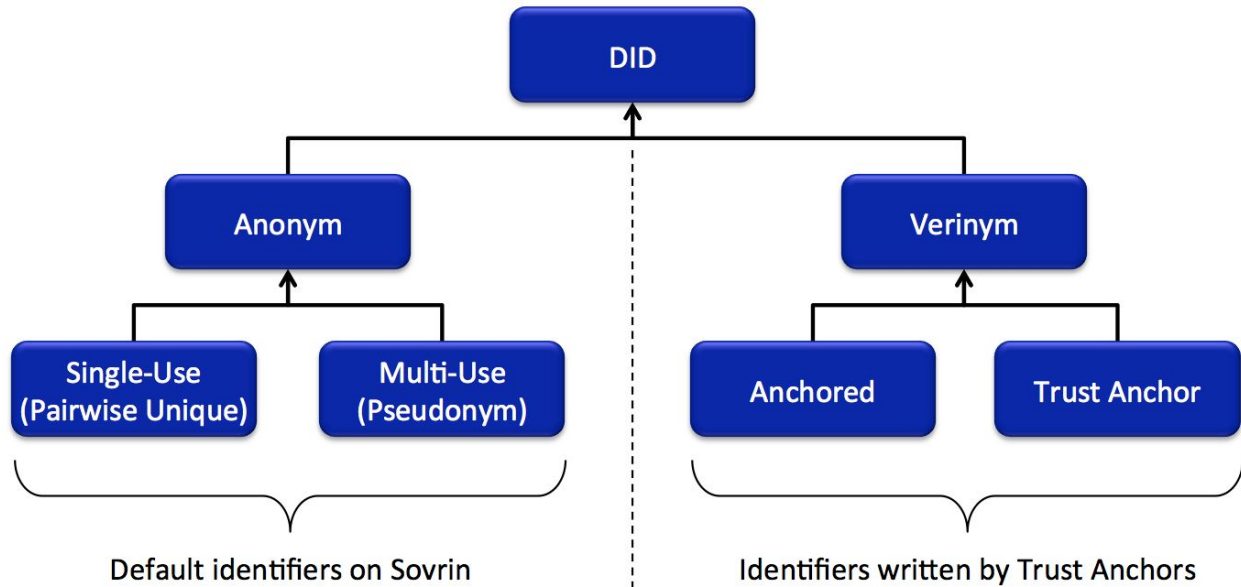 DID
Anonym
Verinym
Single-Use
(Pairwise Unique)
Multi-Use
(Pseudonym)
Anchored
Trust Anchor
Default identifiers on Sovrin
Identifiers written by Trust Anchors